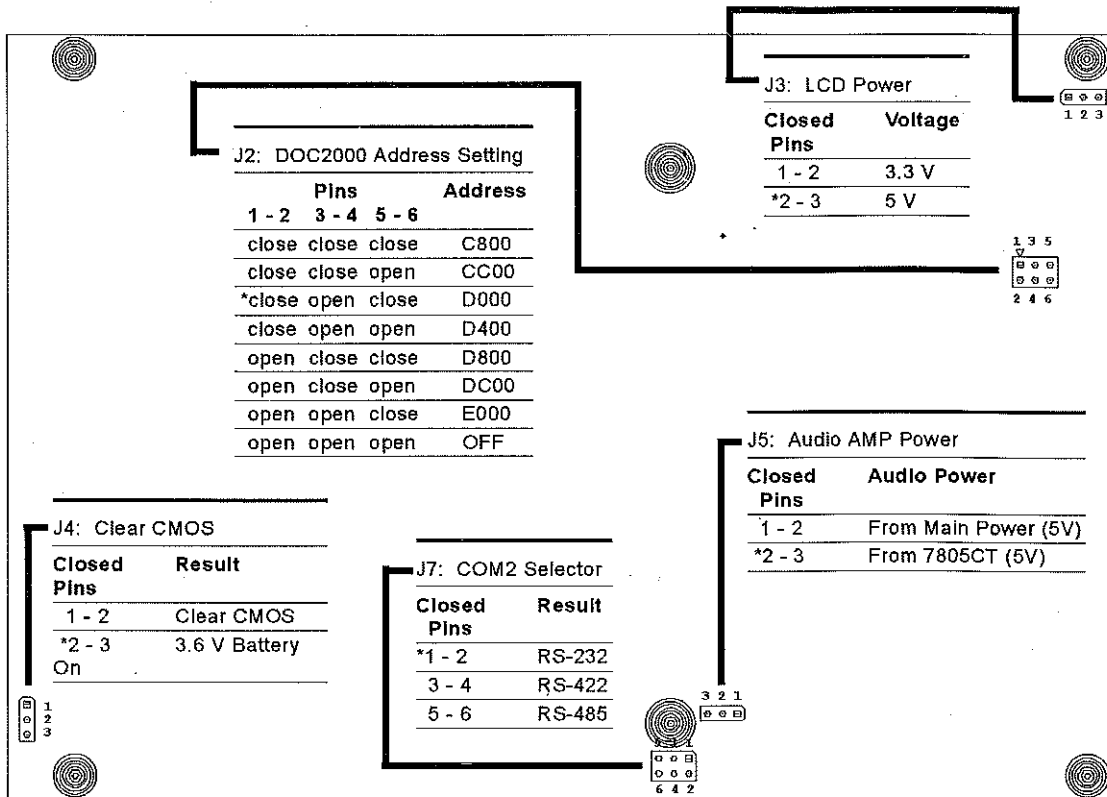 J3: LCD Power
Closed Pins Voltage
1 - 2 3.3 V
*2 - 3 5 V
1 2 3
J2: DOC2000 Address Setting
Pins Address
1 - 2 3 - 4 5 - 6
close close close C800
close close open CC00
*close open close D000
close open open D400
open close close D800
open close open DC00
open open close E000
open open open OFF
1 3 5
2 4 6
J5: Audio AMP Power
Closed Pins Audio Power
1 - 2 From Main Power (5V)
*2 - 3 From 7805CT (5V)
3 2 1
J4: Clear CMOS
Closed Pins Result
1 - 2 Clear CMOS
*2 - 3 3.6 V Battery
On
1
2
3
J7: COM2 Selector
Closed Pins Result
*1 - 2 RS-232
3 - 4 RS-422
5 - 6 RS-485
5 3 1
6 4 2